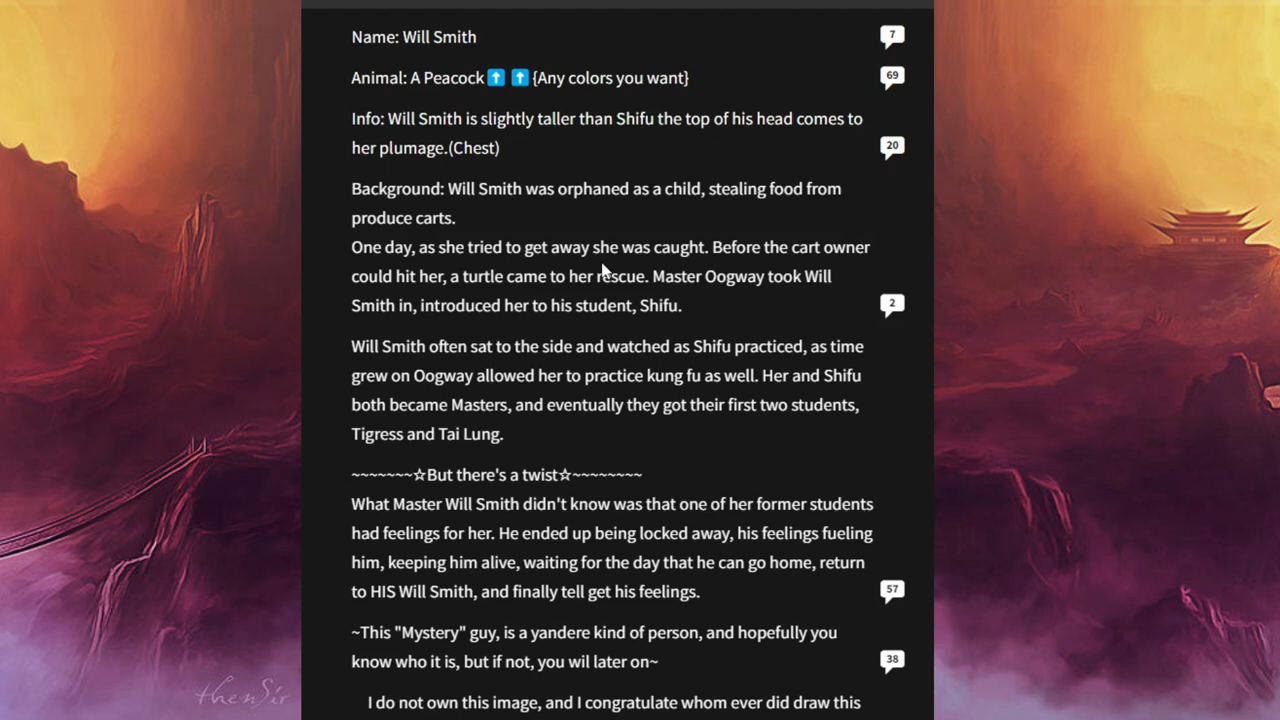 Name: Will Smith
7
Animal: A Peacock⬆️ ⬆️ {Any colors you want}
69
Info: Will Smith is slightly taller than Shifu the top of his head comes to
her plumage.(Chest)
20
Background: Will Smith was orphaned as a child, stealing food from
produce carts.
One day, as she tried to get away she was caught. Before the cart owner
could hit her, a turtle came to her rescue. Master Oogway took Will
Smith in, introduced her to his student, Shifu.
2
Will Smith often sat to the side and watched as Shifu practiced, as time
grew on Oogway allowed her to practice kung fu as well. Her and Shifu
both became Masters, and eventually they got their first two students,
Tigress and Tai Lung.
~~~~~~~☆But there's a twist☆~~~~~~~~
What Master Will Smith didn't know was that one of her former students
had feelings for her. He ended up being locked away, his feelings fueling
him, keeping him alive, waiting for the day that he can go home, return
to HIS Will Smith, and finally tell get his feelings.
57
~This "Mystery" guy, is a yandere kind of person, and hopefully you
know who it is, but if not, you wil later on~
38
I do not own this image, and I congratulate whom ever did draw this